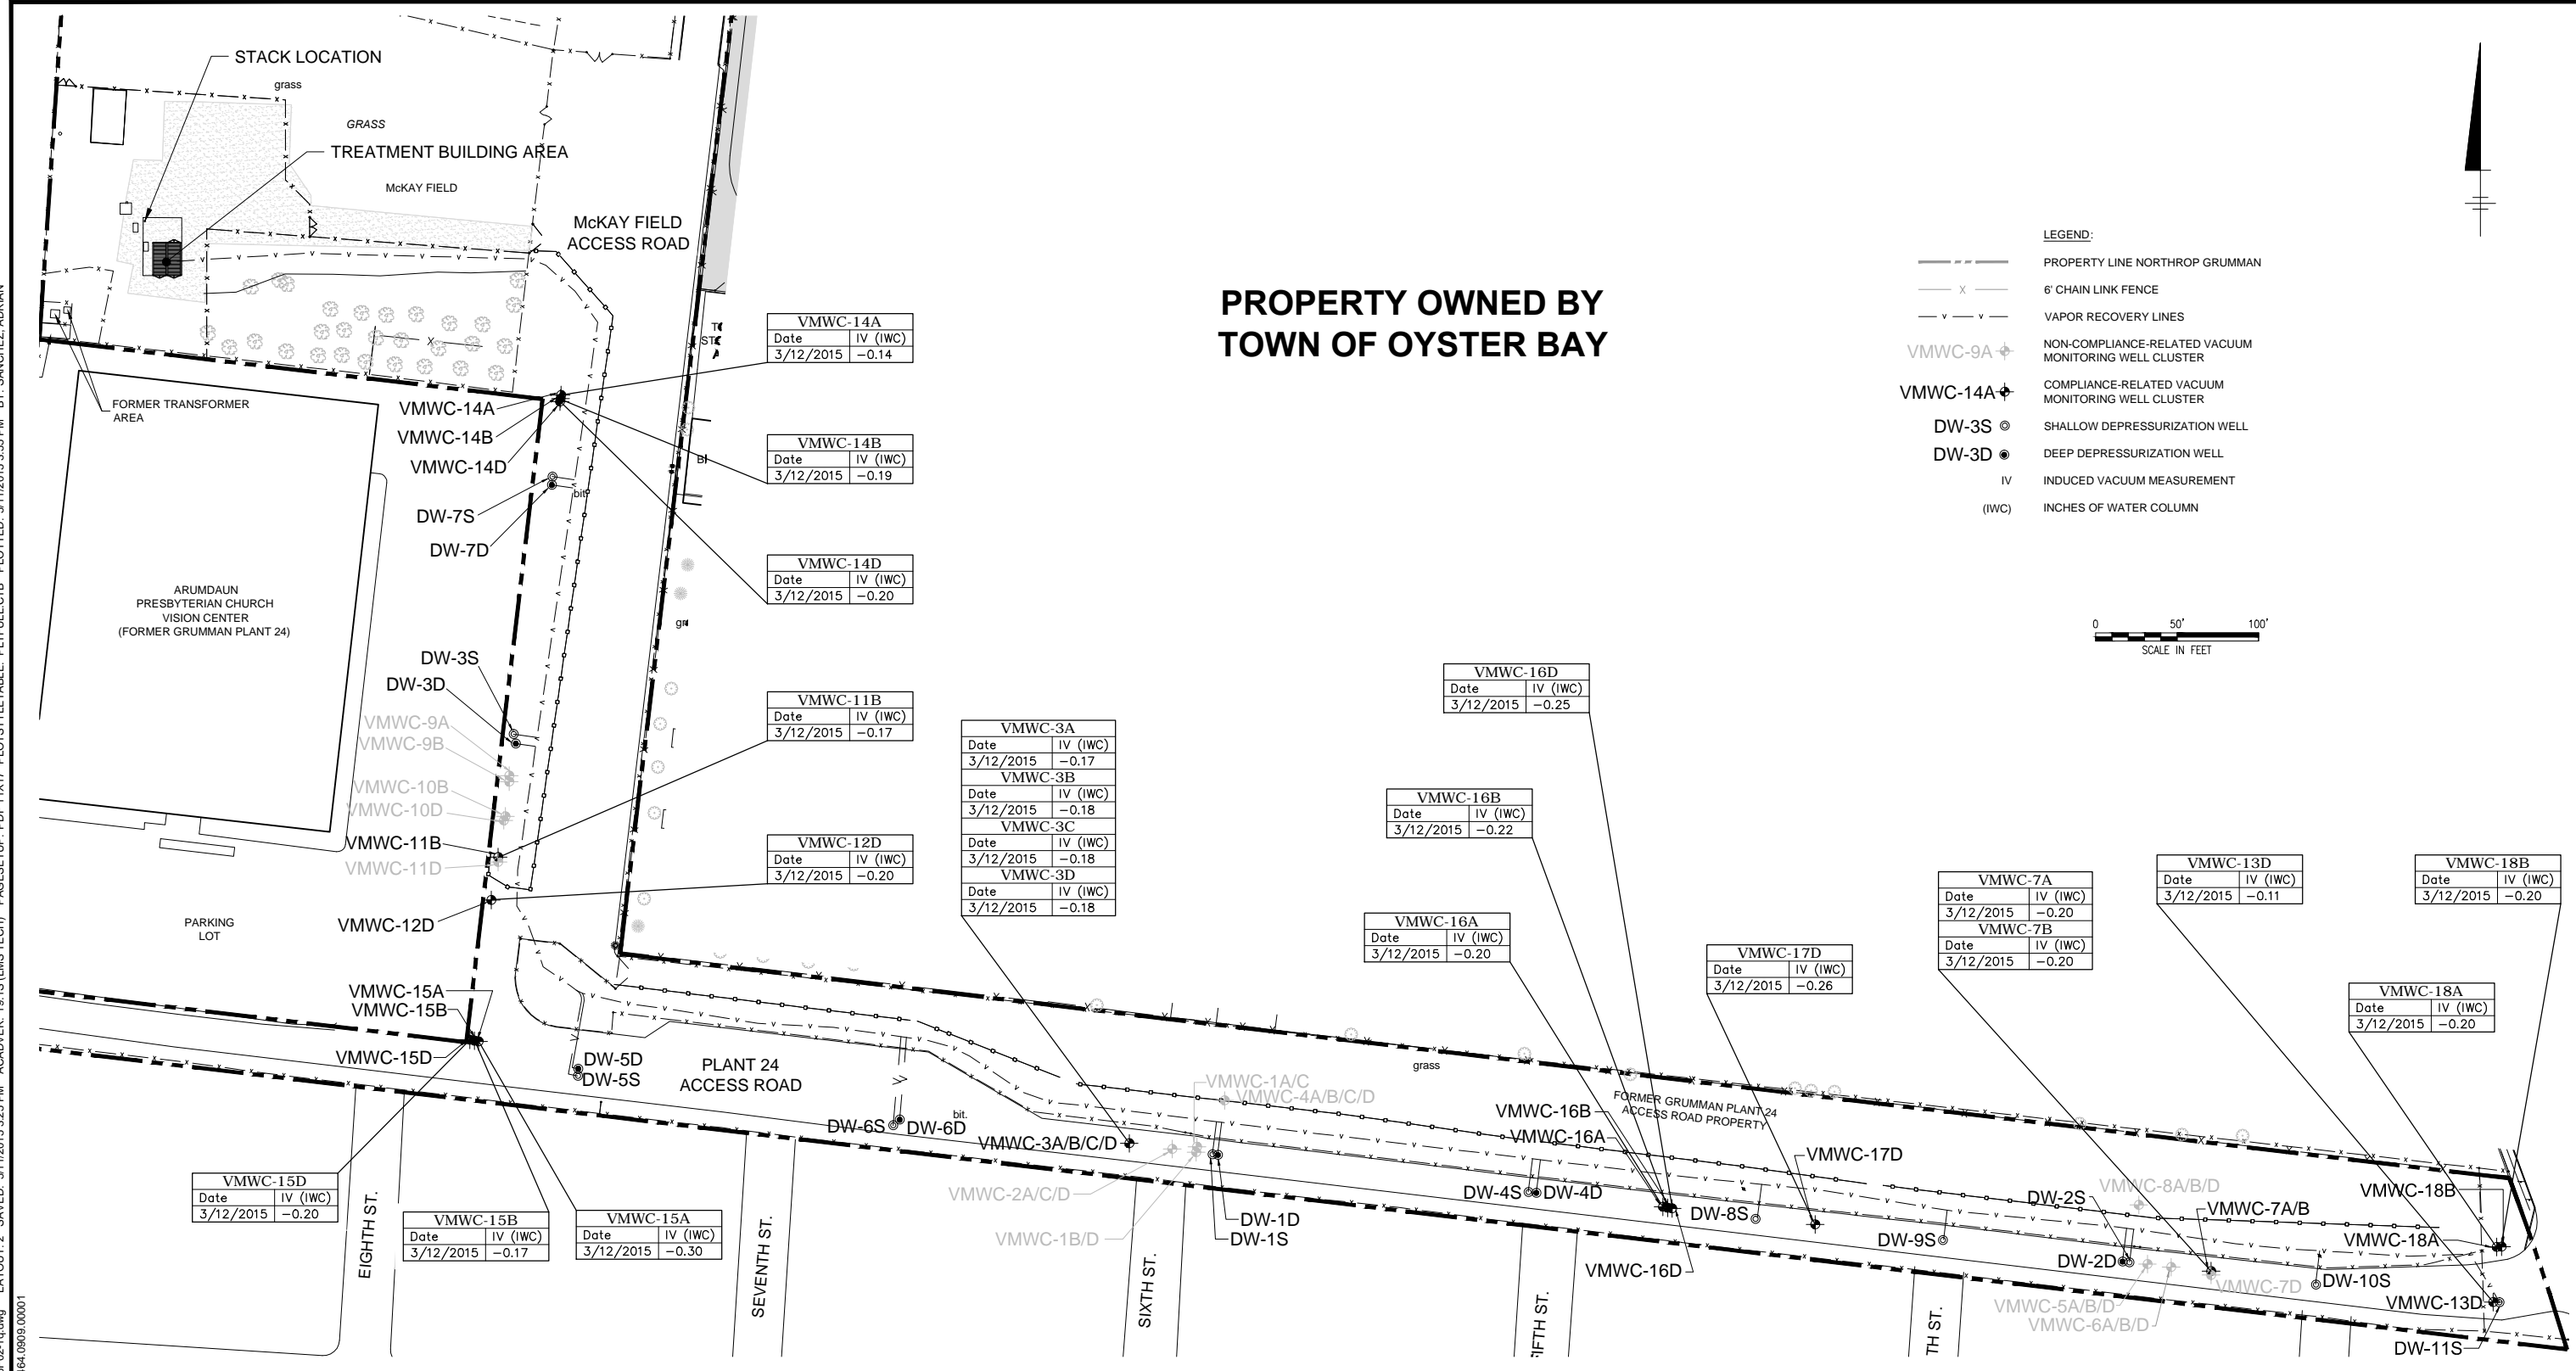 STACK LOCATION
grass
GRASS
TREATMENT BUILDING AREA
McKAY FIELD
McKAY FIELD
ACCESS ROAD
PROPERTY OWNED BY
TOWN OF OYSTER BAY
LEGEND:
PROPERTY LINE NORTHROP GRUMMAN
X 6' CHAIN LINK FENCE
V V VAPOR RECOVERY LINES
VMWC-9A NON-COMPLIANCE-RELATED VACUUM
MONITORING WELL CLUSTER
VMWC-14A COMPLIANCE-RELATED VACUUM
MONITORING WELL CLUSTER
DW-3S SHALLOW DEPRESSURIZATION WELL
DW-3D DEEP DEPRESSURIZATION WELL
IV INDUCED VACUUM MEASUREMENT
(IWC) INCHES OF WATER COLUMN
0 50' 100'
SCALE IN FEET
FORMER TRANSFORMER
AREA
ARUMDAUN
PRESBYTERIAN CHURCH
VISION CENTER
(FORMER GRUMMAN PLANT 24)
PARKING
LOT
VMWC-14A
VMWC-14B
VMWC-14D
DW-7S
DW-7D
bit.
DW-3S
DW-3D
VMWC-9A
VMWC-9B
VMWC-10B
VMWC-10D
VMWC-11B
VMWC-11D
VMWC-12D
VMWC-15A
VMWC-15B
VMWC-15D
VMWC-14A
Date IV (IWC)
3/12/2015 -0.14
VMWC-14B
Date IV (IWC)
3/12/2015 -0.19
VMWC-14D
Date IV (IWC)
3/12/2015 -0.20
VMWC-11B
Date IV (IWC)
3/12/2015 -0.17
VMWC-12D
Date IV (IWC)
3/12/2015 -0.20
VMWC-3A
Date IV (IWC)
3/12/2015 -0.17
VMWC-3B
Date IV (IWC)
3/12/2015 -0.18
VMWC-3C
Date IV (IWC)
3/12/2015 -0.18
VMWC-3D
Date IV (IWC)
3/12/2015 -0.18
VMWC-16D
Date IV (IWC)
3/12/2015 -0.25
VMWC-16B
Date IV (IWC)
3/12/2015 -0.22
VMWC-16A
Date IV (IWC)
3/12/2015 -0.20
VMWC-17D
Date IV (IWC)
3/12/2015 -0.26
VMWC-7A
Date IV (IWC)
3/12/2015 -0.20
VMWC-7B
Date IV (IWC)
3/12/2015 -0.20
VMWC-13D
Date IV (IWC)
3/12/2015 -0.11
VMWC-18B
Date IV (IWC)
3/12/2015 -0.20
VMWC-18A
Date IV (IWC)
3/12/2015 -0.20
VMWC-15D
Date IV (IWC)
3/12/2015 -0.20
VMWC-15B
Date IV (IWC)
3/12/2015 -0.17
VMWC-15A
Date IV (IWC)
3/12/2015 -0.30
DW-5D
DW-5S
PLANT 24
ACCESS ROAD
bit.
DW-6S
DW-6D
VMWC-3A/B/C/D
VMWC-1A/C
VMWC-4A/B/C/D
VMWC-2A/C/D
VMWC-1B/D
DW-1D
DW-1S
grass
FORMER GRUMMAN PLANT 24
ACCESS ROAD PROPERTY
VMWC-16B
VMWC-16A
DW-4S
DW-4D
VMWC-16D
DW-8S
VMWC-17D
DW-9S
DW-2S
DW-2D
VMWC-8A/B/D
VMWC-7A/B
VMWC-7D
VMWC-5A/B/D
VMWC-6A/B/D
DW-10S
VMWC-18B
VMWC-18A
VMWC-13D
DW-11S
EIGHTH ST.
SEVENTH ST.
SIXTH ST.
FIFTH ST.
TH ST.
464.0909.00001